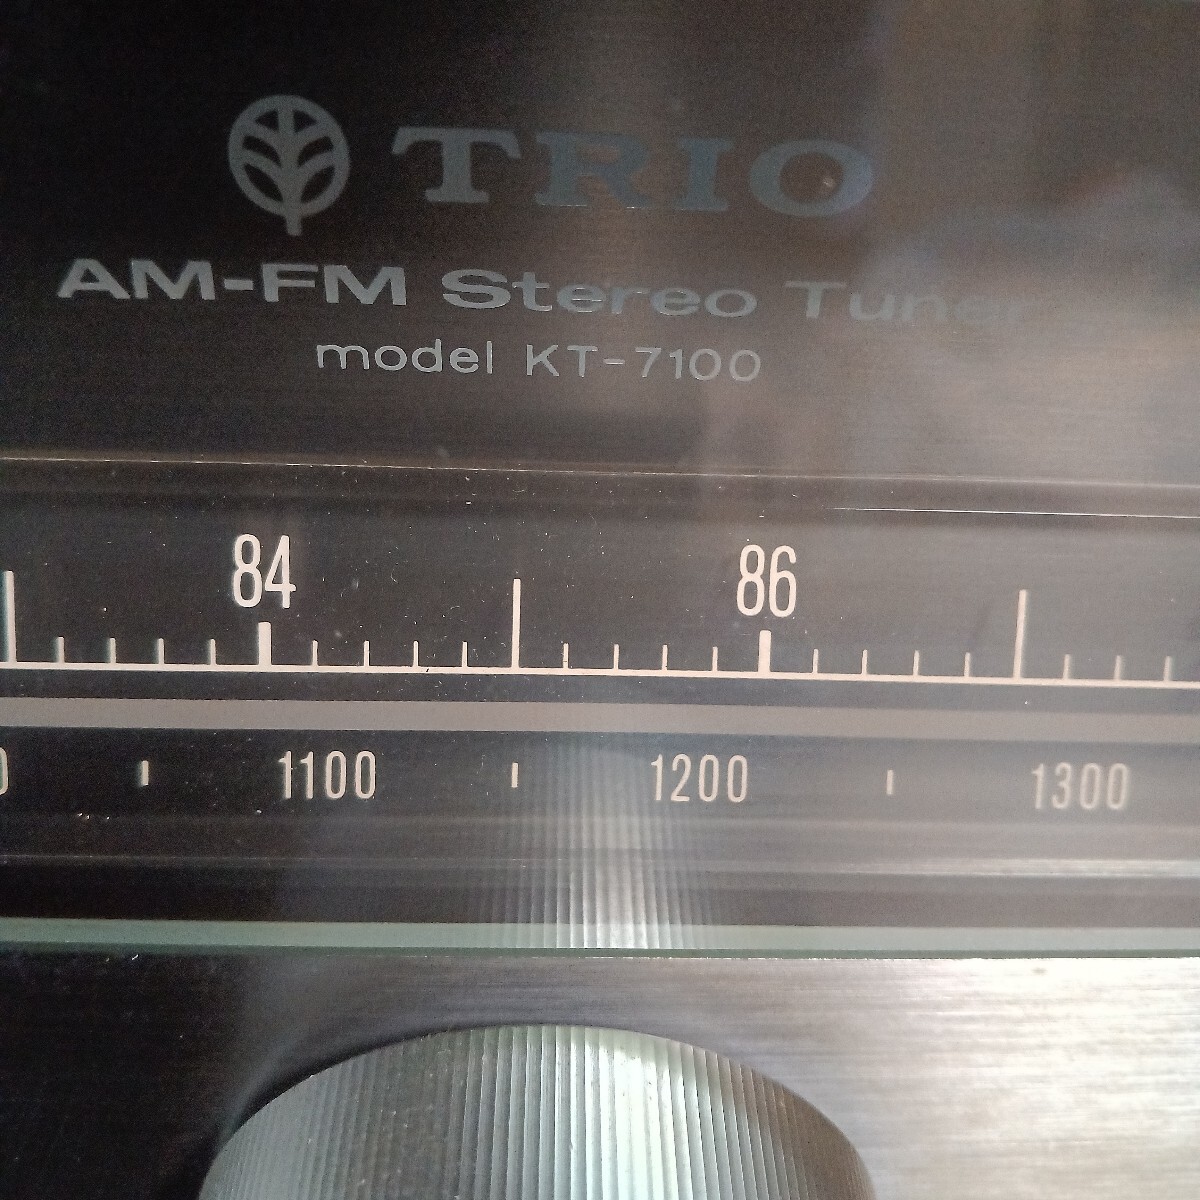 TRIO
AM-FM Stereo Tuner
model KT-7100
84 86
1100 1200 1300